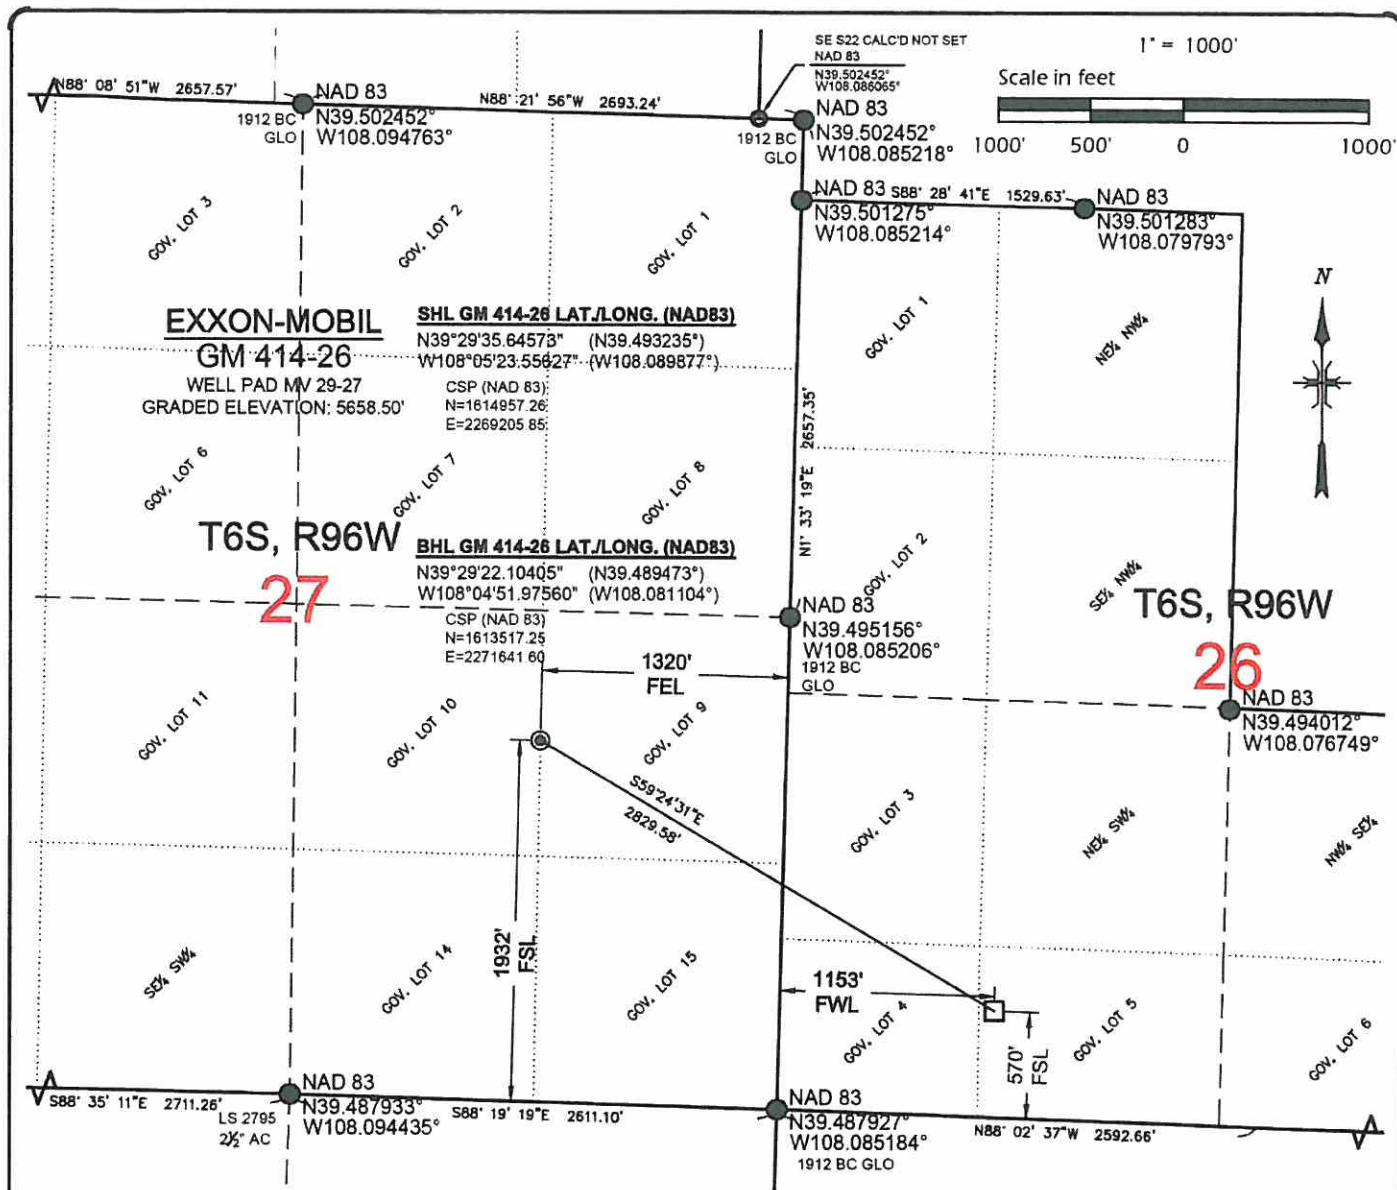 SE S22 CALC'D NOT SET
NAD 83
N39.502452°
W108.086065°
1" = 1000'
Scale in feet
1000' 500' 0 1000'
N88° 08' 51"W 2657.57'
NAD 83
N39.502452°
W108.094763°
1912 BC
GLO
N88° 21' 56"W 2693.24'
1912 BC
GLO
NAD 83
N39.502452°
W108.085218°
NAD 83
N39.501275°
W108.085214°
S88° 28' 41"E 1529.63'
NAD 83
N39.501283°
W108.079793°
GOV. LOT 3
GOV. LOT 2
GOV. LOT 1
GOV. LOT 1
NE¼ NW¼
N
EXXON-MOBIL
GM 414-26
WELL PAD MV 29-27
GRADED ELEVATION: 5658.50'
SHL GM 414-26 LAT./LONG. (NAD83)
N39°29'35.64573" (N39.493235°)
W108°05'23.55627" (W108.089877°)
CSP (NAD 83)
N=1614957.26
E=2269205.85
N1° 33' 19"E 2657.35'
GOV. LOT 6
GOV. LOT 7
GOV. LOT 8
GOV. LOT 2
SE¼ NW¼
T6S, R96W
27
BHL GM 414-26 LAT./LONG. (NAD83)
N39°29'22.10405" (N39.489473°)
W108°04'51.97560" (W108.081104°)
CSP (NAD 83)
N=1613517.25
E=2271641.60
NAD 83
N39.495156°
W108.085206°
1912 BC
GLO
T6S, R96W
26
NAD 83
N39.494012°
W108.076749°
1320'
FEL
GOV. LOT 11
GOV. LOT 10
GOV. LOT 9
GOV. LOT 3
NE¼ SW¼
NW¼ SE¼
S59°24'31"E
2829.58'
1932'
FSL
SE¼ SW¼
GOV. LOT 14
GOV. LOT 15
1153'
FWL
GOV. LOT 4
570'
FSL
GOV. LOT 5
GOV. LOT 6
S88° 35' 11"E 2711.26'
NAD 83
N39.487933°
W108.094435°
LS 2795
2½" AC
S88° 19' 19"E 2611.10'
NAD 83
N39.487927°
W108.085184°
1912 BC GLO
N88° 02' 37"W 2592.66'